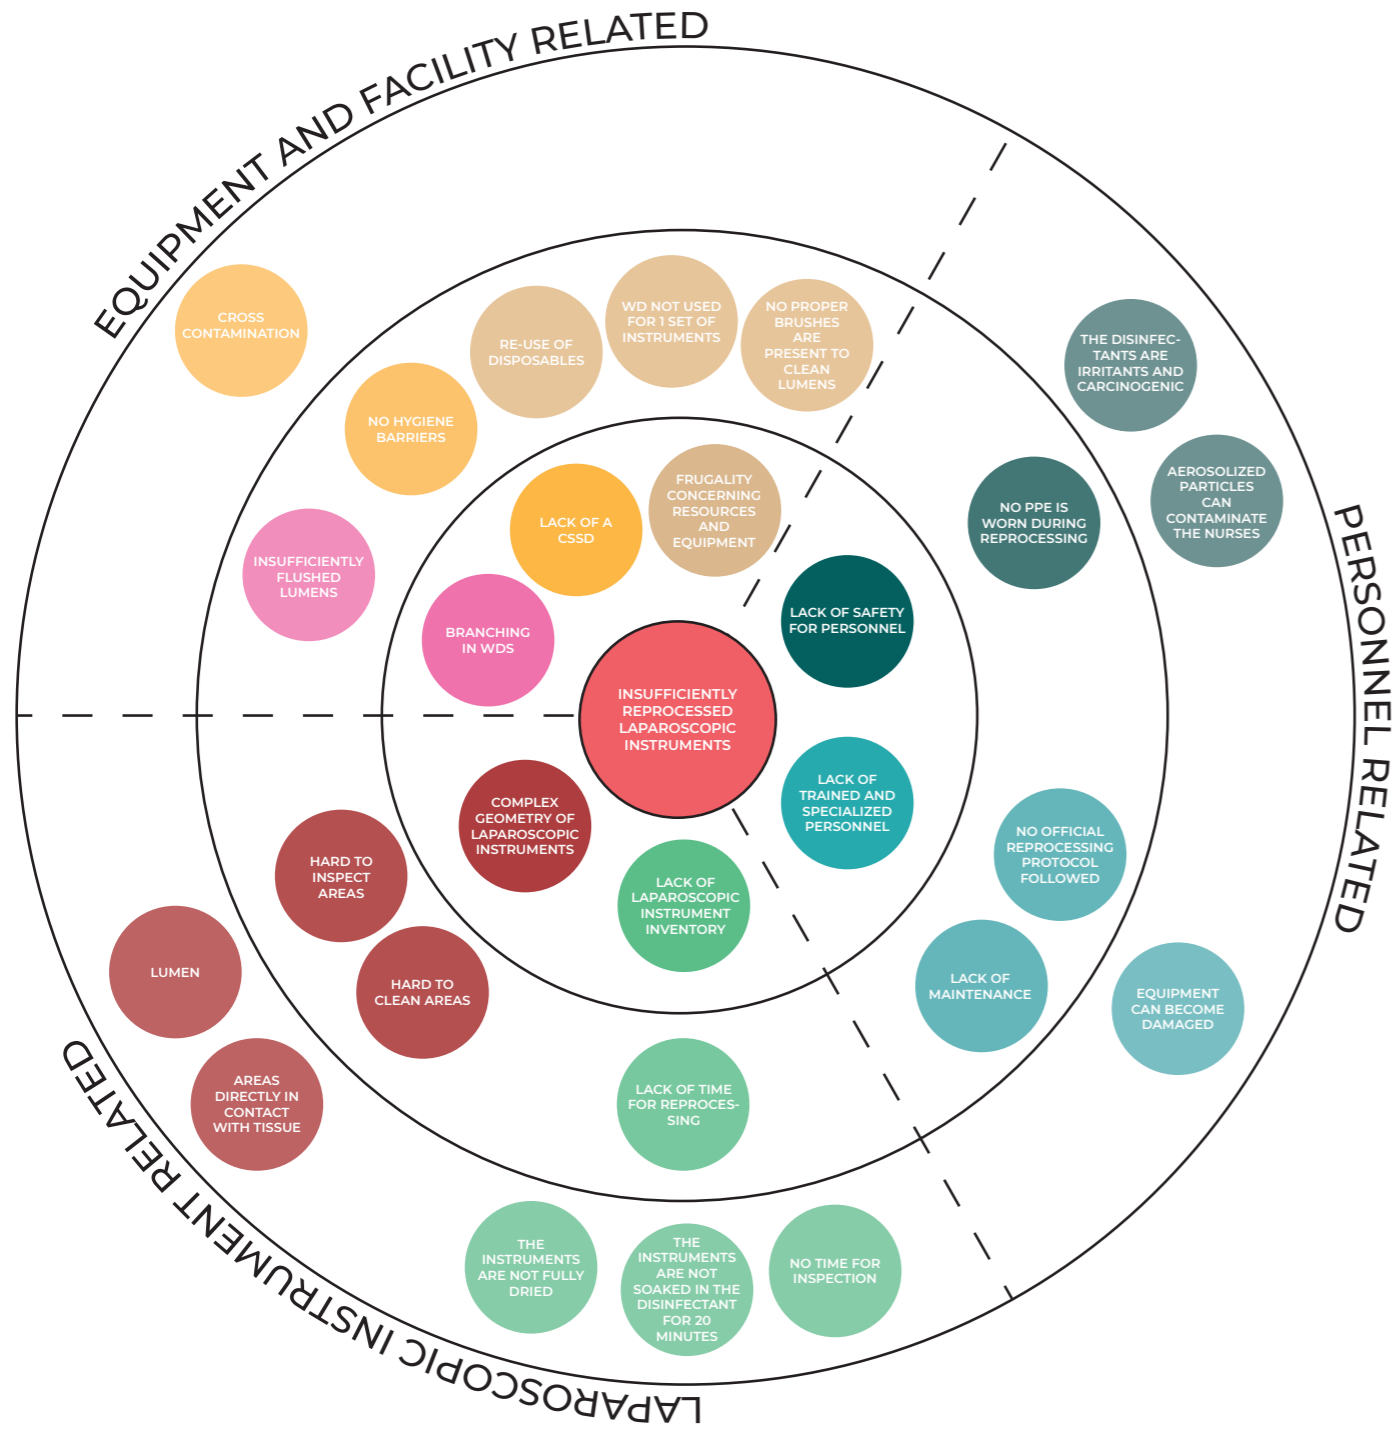 EQUIPMENT AND FACILITY RELATED
CROSS
CONTAMINATION
NO HYGIENE
BARRIERS
RE-USE OF
DISPOSABLES
WD NOT USED
FOR 1 SET OF
INSTRUMENTS
NO PROPER
BRUSHES
ARE
PRESENT TO
CLEAN
LUMENS
INSUFFICIENTLY
FLUSHED
LUMENS
LACK OF A
CSSD
FRUGALITY
CONCERNING
RESOURCES
AND
EQUIPMENT
BRANCHING
IN WDS
PERSONNEL RELATED
THE DISINFEC-
TANTS ARE
IRRITANTS AND
CARCINOGENIC
AEROSOLIZED
PARTICLES
CAN
CONTAMINATE
THE NURSES
NO PPE IS
WORN DURING
REPROCESSING
LACK OF SAFETY
FOR PERSONNEL
INSUFFICIENTLY
REPROCESSED
LAPAROSCOPIC
INSTRUMENTS
LACK OF
TRAINED AND
SPECIALIZED
PERSONNEL
NO OFFICIAL
REPROCESSING
PROTOCOL
FOLLOWED
LACK OF
MAINTENANCE
EQUIPMENT
CAN BECOME
DAMAGED
LAPAROSCOPIC INSTRUMENT RELATED
COMPLEX
GEOMETRY OF
LAPAROSCOPIC
INSTRUMENTS
LACK OF
LAPAROSCOPIC
INSTRUMENT
INVENTORY
HARD TO
INSPECT
AREAS
HARD TO
CLEAN AREAS
LUMEN
AREAS
DIRECTLY IN
CONTACT
WITH TISSUE
LACK OF TIME
FOR REPROCES-
SING
THE
INSTRUMENTS
ARE NOT FULLY
DRIED
THE
INSTRUMENTS
ARE NOT
SOAKED IN THE
DISINFECTANT
FOR 20
MINUTES
NO TIME FOR
INSPECTION